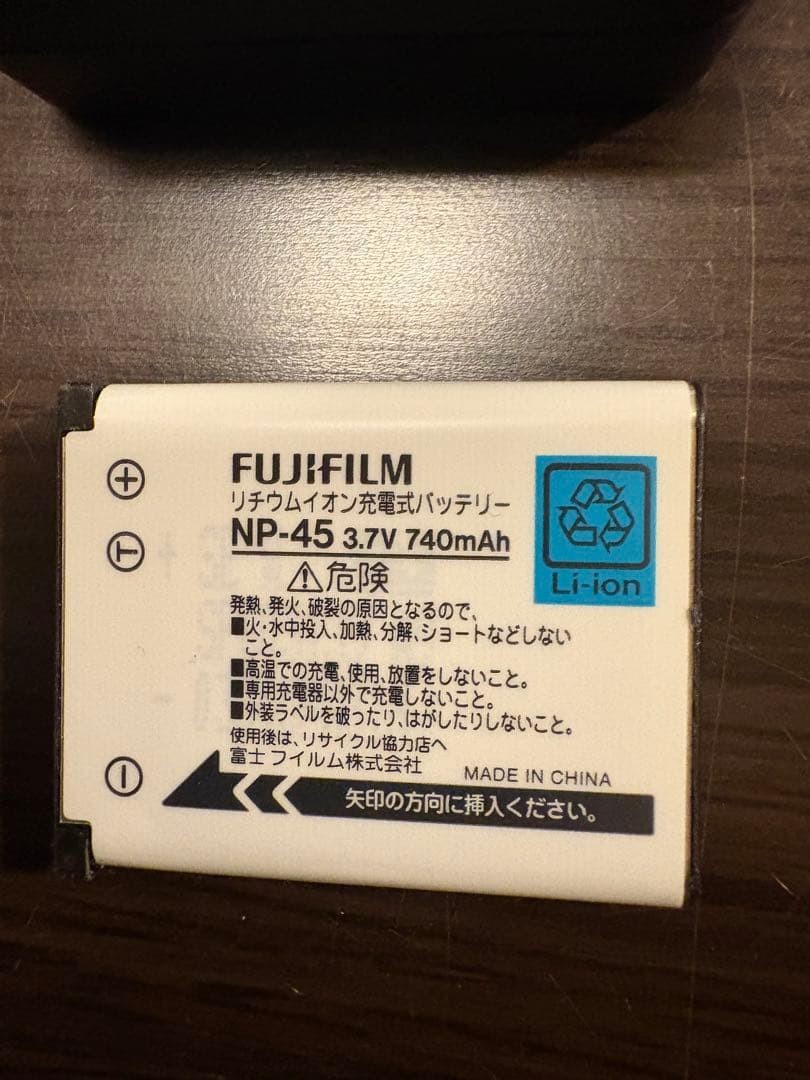 FUJIFILM
リチウムイオン充電式バッテリー
NP-45 3.7V 740mAh
⚠危険
発熱、発火、破裂の原因となるので、
■火・水中投入、加熱、分解、ショートなどしない
こと。
■高温での充電、使用、放置をしないこと。
■専用充電器以外で充電しないこと。
■外装ラベルを破ったり、はがしたりしないこと。
使用後は、リサイクル協力店へ
富士フイルム株式会社
MADE IN CHINA
矢印の方向に挿入ください。
Li-ion
+
T
−